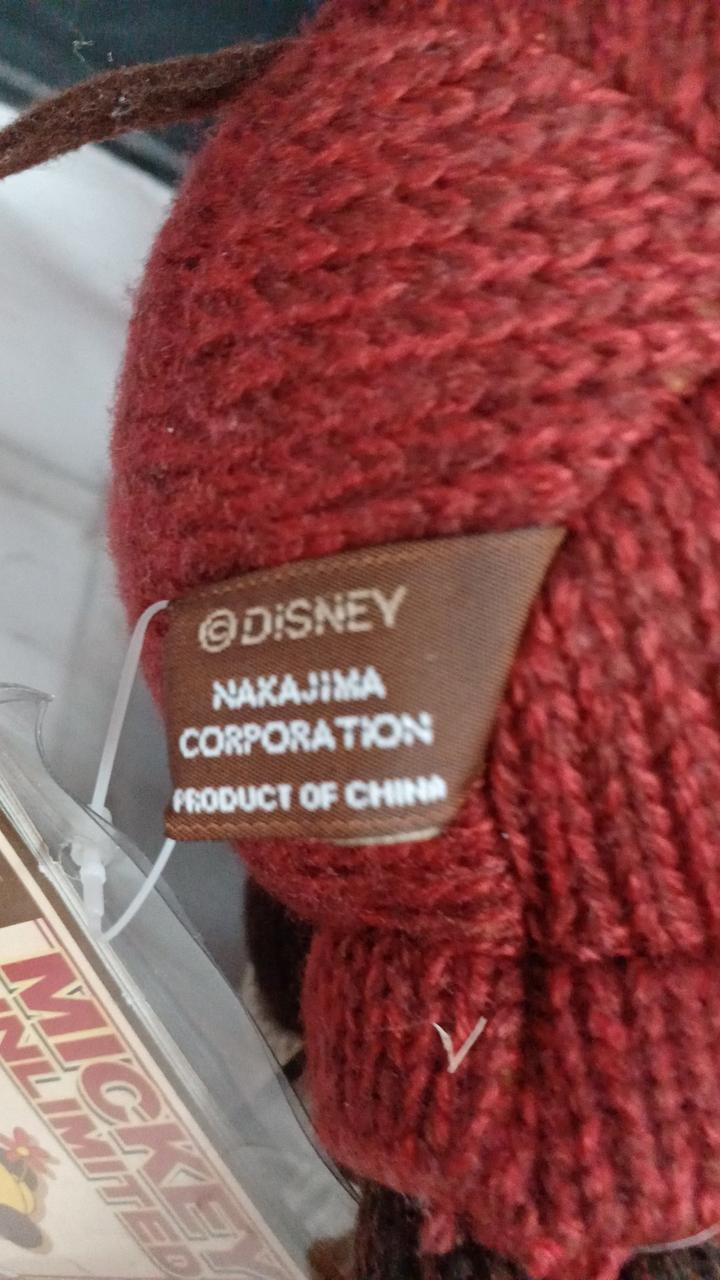 ©DISNEY
NAKAJIMA
CORPORATION
PRODUCT OF CHINA
MICKEY
UNLIMITED